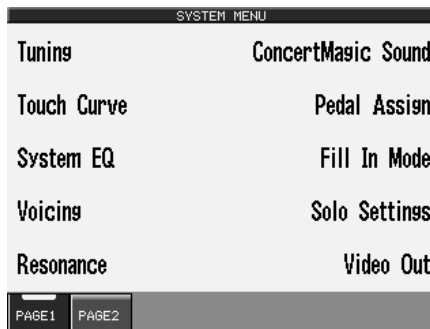 SYSTEM MENU
Tuning ConcertMagic Sound
Touch Curve Pedal Assign
System EQ Fill In Mode
Voicing Solo Settings
Resonance Video Out
PAGE1 PAGE2